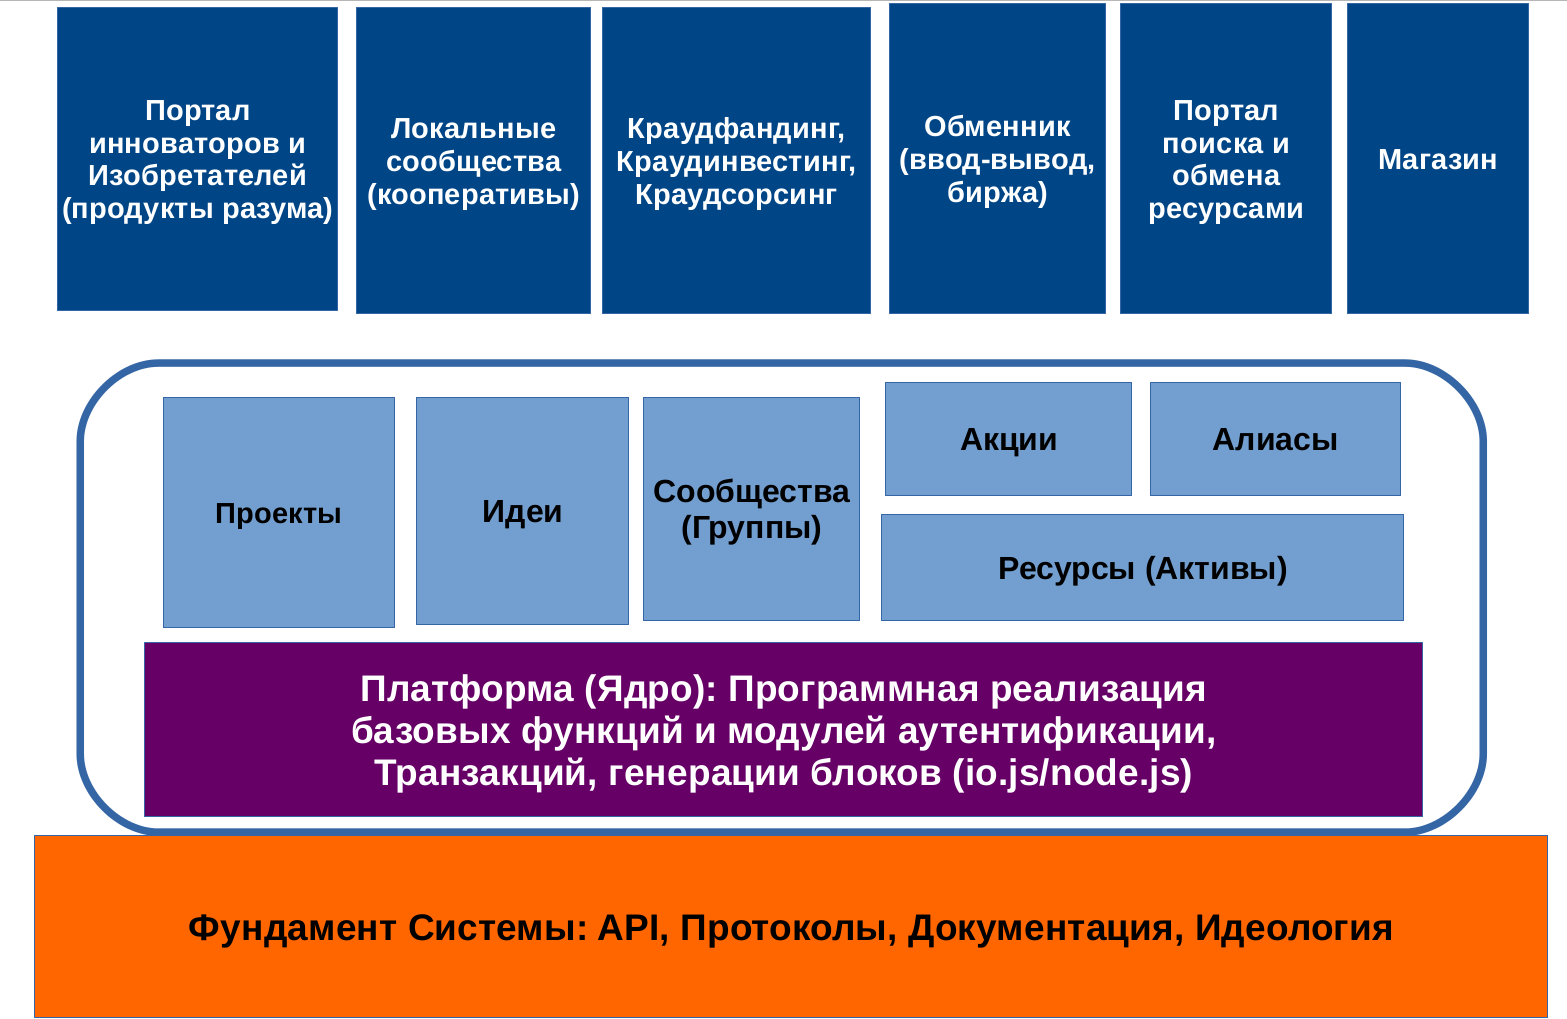 Портал
инноваторов и
Изобретателей
(продукты разума)
Локальные
сообщества
(кооперативы)
Краудфандинг,
Краудинвестинг,
Краудсорсинг
Обменник
(ввод-вывод,
биржа)
Портал
поиска и
обмена
ресурсами
Магазин
Проекты
Идеи
Сообщества
(Группы)
Акции
Алиасы
Ресурсы (Активы)
Платформа (Ядро): Программная реализация
базовых функций и модулей аутентификации,
Транзакций, генерации блоков (io.js/node.js)
Фундамент Системы: API, Протоколы, Документация, Идеология